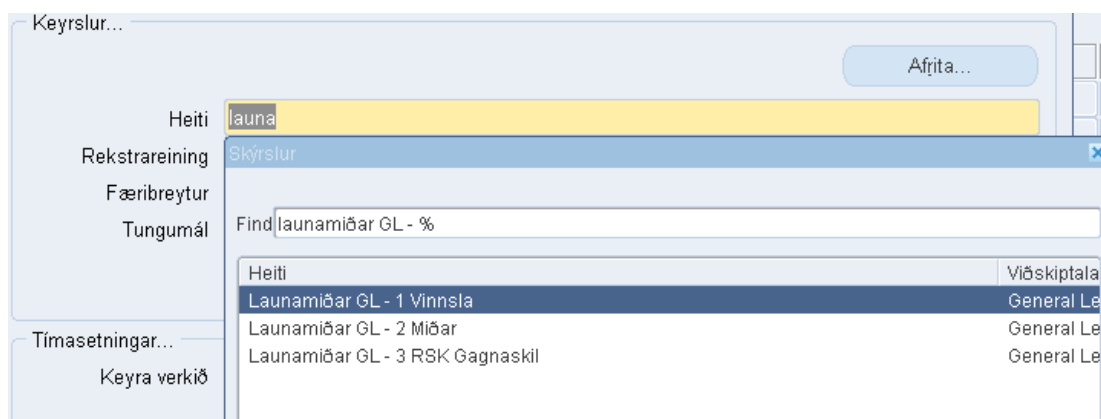 Keyrslur...
Afrita...
Heiti launa
Rekstrareining
Skýrslur
Færibreytur
Tungumál
Find launamiðar GL - %
Heiti Viðskiptala
Launamiðar GL - 1 Vinnsla General Le
Launamiðar GL - 2 Miðar General Le
Launamiðar GL - 3 RSK Gagnaskil General Le
Tímasetningar...
Keyra verkið